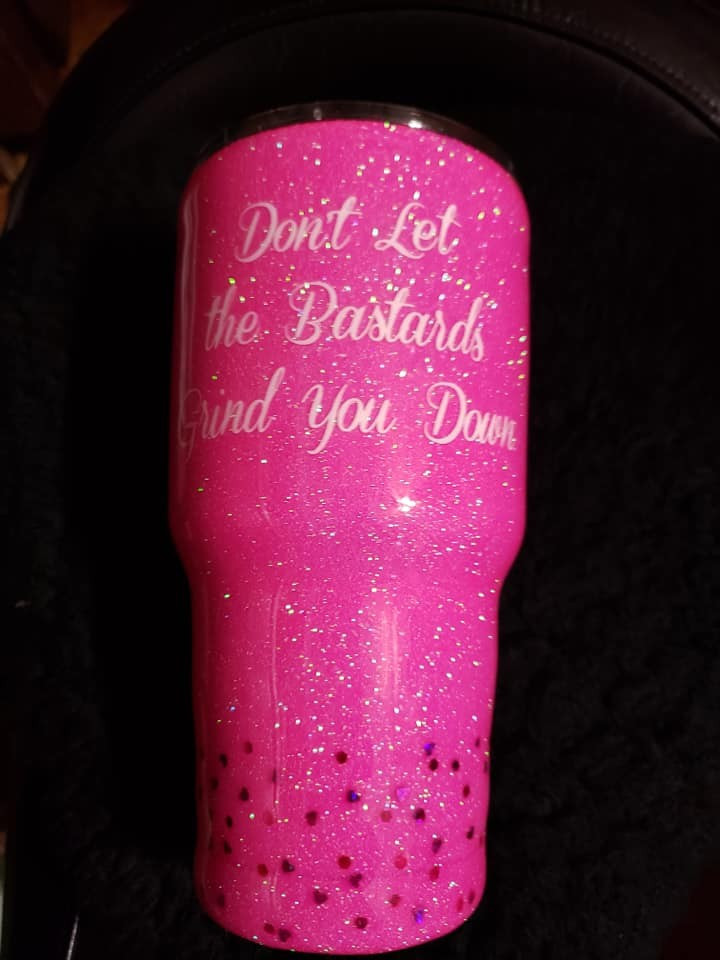 Don't Let
the Bastards
Grind You Down.